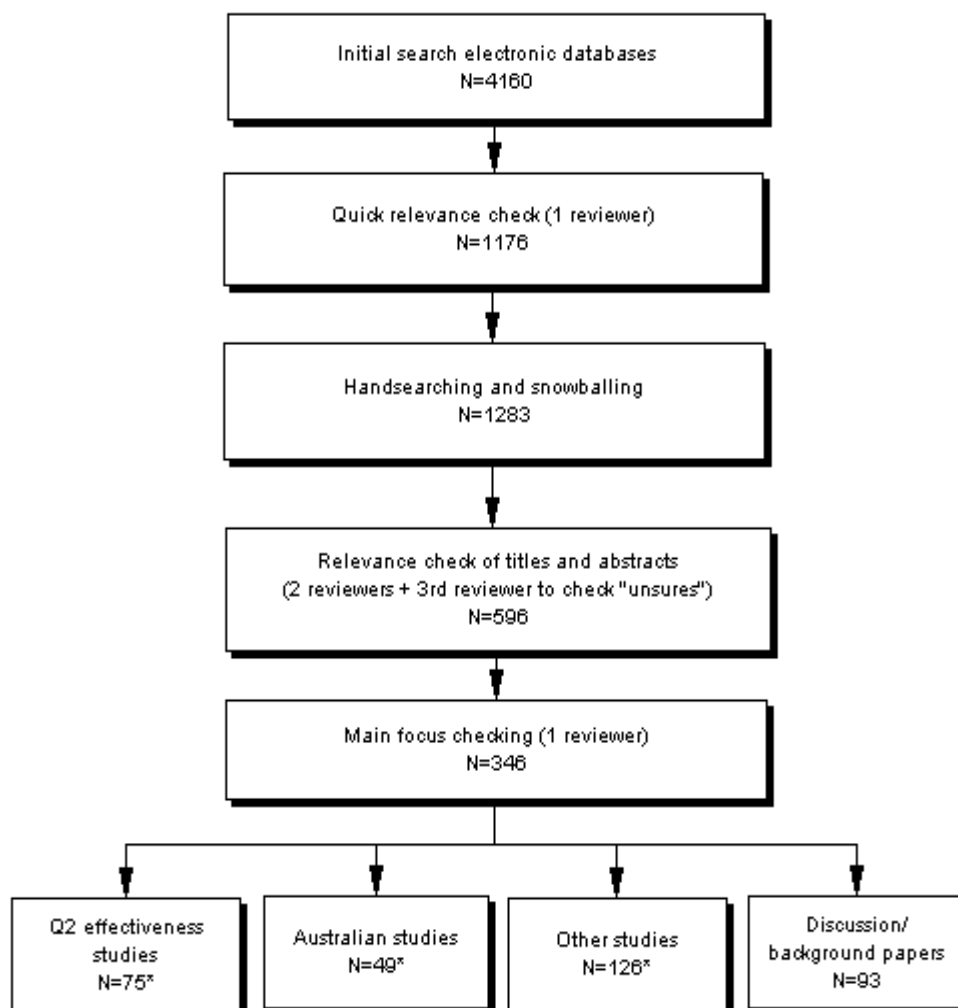 Initial search electronic databases
N=4160
Quick relevance check (1 reviewer)
N=1176
Handsearching and snowballing
N=1283
Relevance check of titles and abstracts
(2 reviewers + 3rd reviewer to check "unsures")
N=596
Main focus checking (1 reviewer)
N=346
Q2 effectiveness
studies
N=75*
Australian studies
N=49*
Other studies
N=126*
Discussion/
background papers
N=93